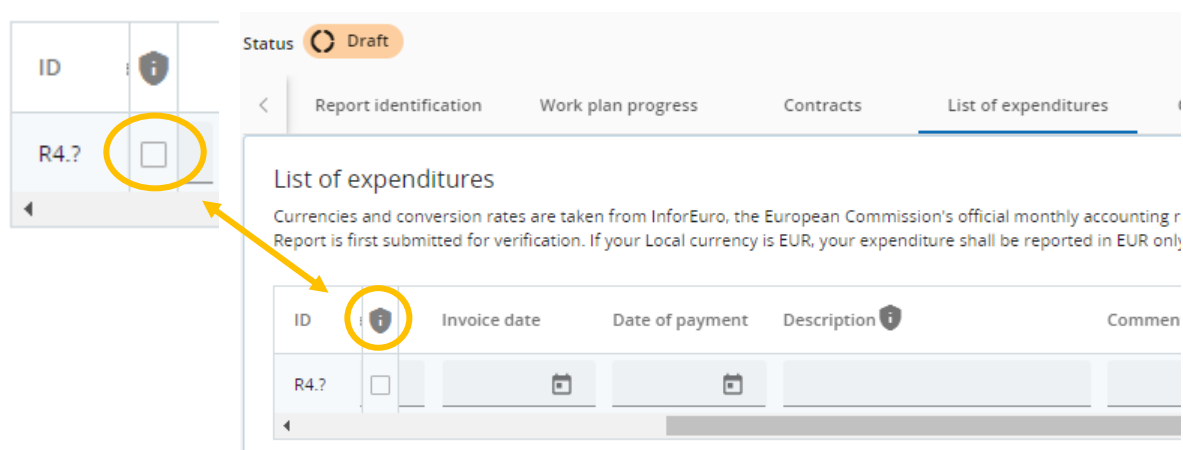 ID
R4.?
Status Draft
Report identification Work plan progress Contracts List of expenditures
List of expenditures
Currencies and conversion rates are taken from InforEuro, the European Commission's official monthly accounting r
Report is first submitted for verification. If your Local currency is EUR, your expenditure shall be reported in EUR only
ID Invoice date Date of payment Description Commen
R4.?